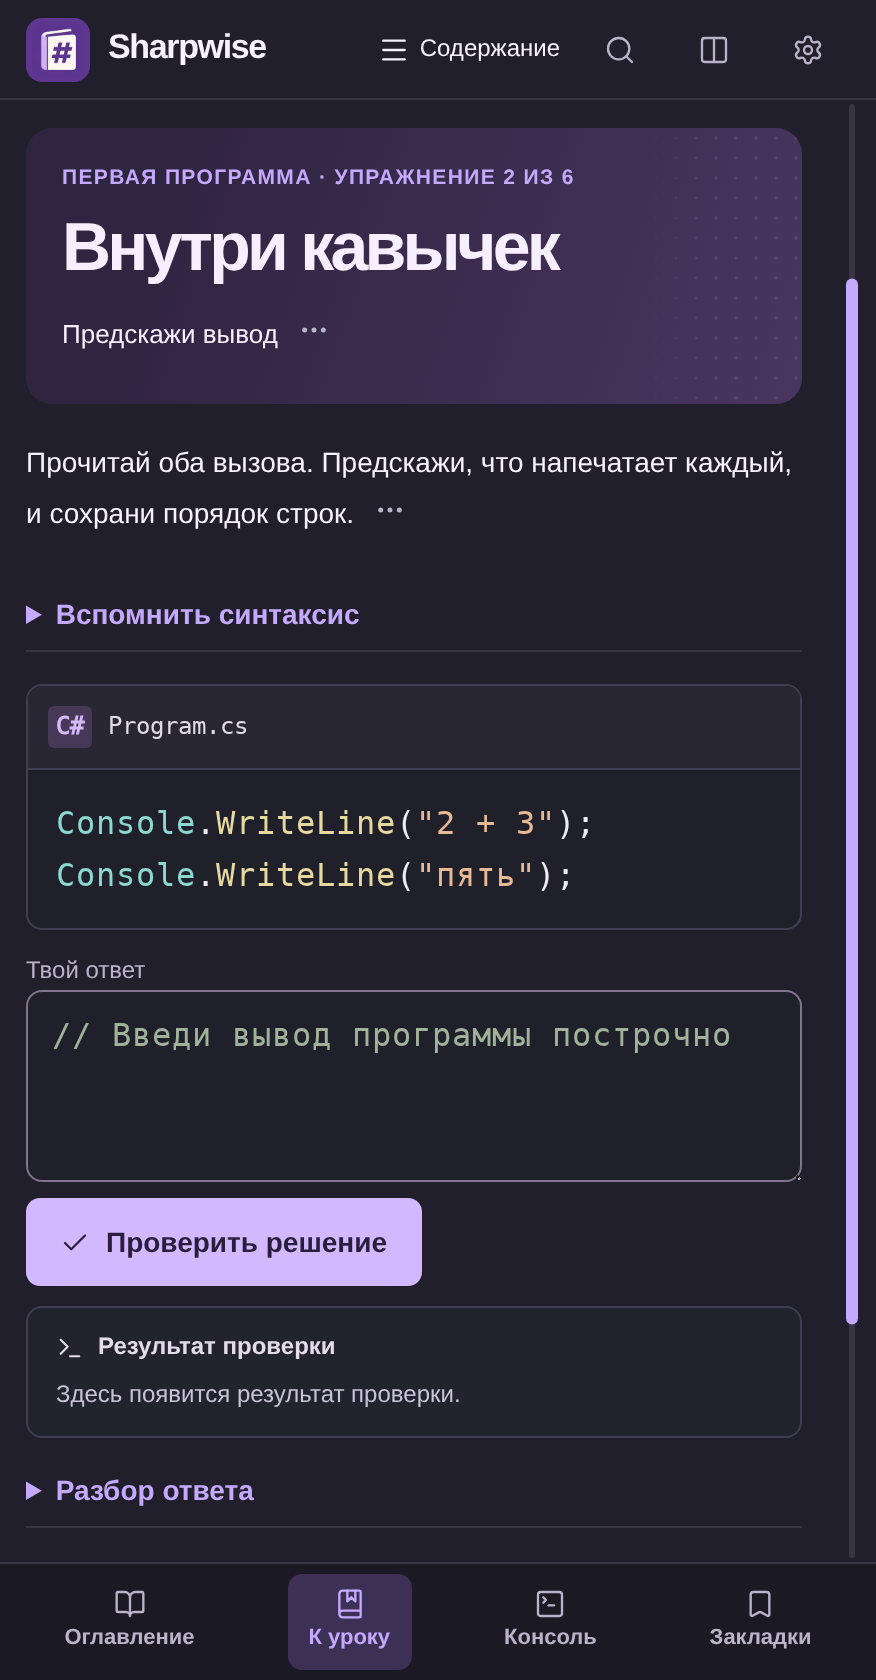 #
Sharpwise
Содержание
ПЕРВАЯ ПРОГРАММА · УПРАЖНЕНИЕ 2 ИЗ 6
Внутри кавычек
Предскажи вывод •••
Прочитай оба вызова. Предскажи, что напечатает каждый,
и сохрани порядок строк. •••
Вспомнить синтаксис
C# Program.cs
Console.WriteLine("2 + 3");
Console.WriteLine("пять");
Твой ответ
// Введи вывод программы построчно
Проверить решение
Результат проверки
Здесь появится результат проверки.
Разбор ответа
Оглавление
К уроку
Консоль
Закладки